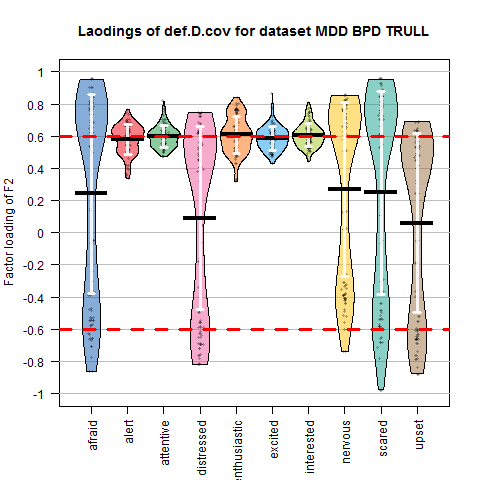 Laodings of def.D.cov for dataset MDD BPD TRULL
Factor loading of F2
1
0.8
0.6
0.4
0.2
0
-0.2
-0.4
-0.6
-0.8
-1
afraid
alert
attentive
distressed
enthusiastic
excited
interested
nervous
scared
upset